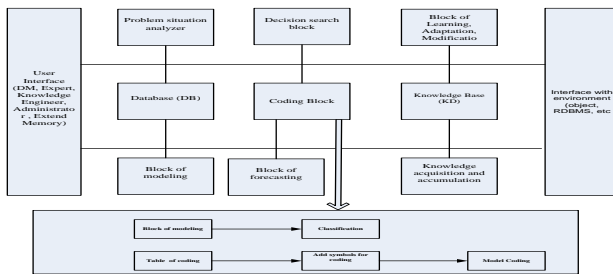 Problem situation
analyzer
Decision search
block
Block of
Learning,
Adaptation,
Modificatio
User
Interface
(DM, Expert,
Knowledge
Engineer,
Administrato
r , Extend
Memory)
Database (DB)
Coding Block
Knowledge Base
(KD)
Interface with
environment
(object,
RDBMS, etc
Block of
modeling
Block of
forecasting
Knowledge
acquisition and
accumulation
Block of modeling
Classification
Table of coding
Add symbols for
coding
Model Coding